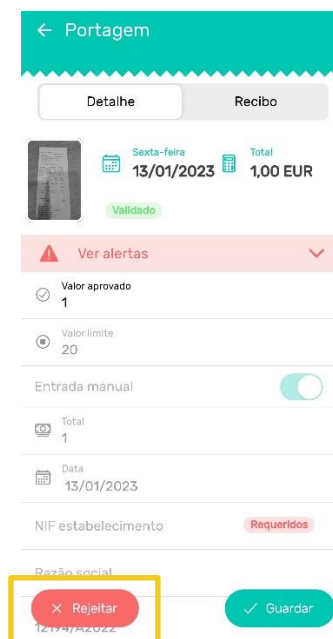 ← Portagem
Detalhe Recibo
Sexta-feira Total
13/01/2023 1,00 EUR
Validado
Ver alertas
Valor aprovado
1
Valor limite
20
Entrada manual
Total
1
Data
13/01/2023
NIF estabelecimento Requeridos
Razão social
× Rejeitar ✓ Guardar
12194/A2022